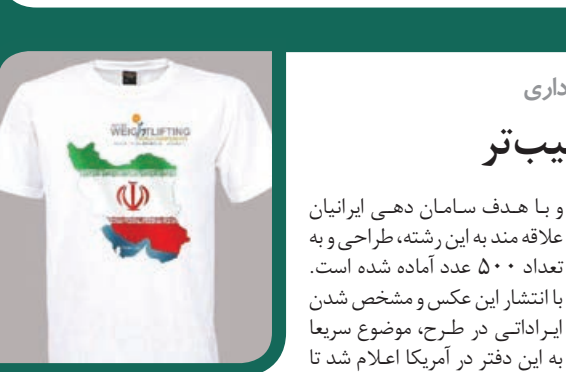 WEIGHTLIFTING
داری
یب‌تر
و با هدف سامان دهی ایرانیان
علاقه مند به این رشته، طراحی و به
تعداد ۵۰۰ عدد آماده شده است.
با انتشار این عکس و مشخص شدن
ایراداتی در طرح، موضوع سریعا
به این دفتر در آمریکا اعلام شد تا